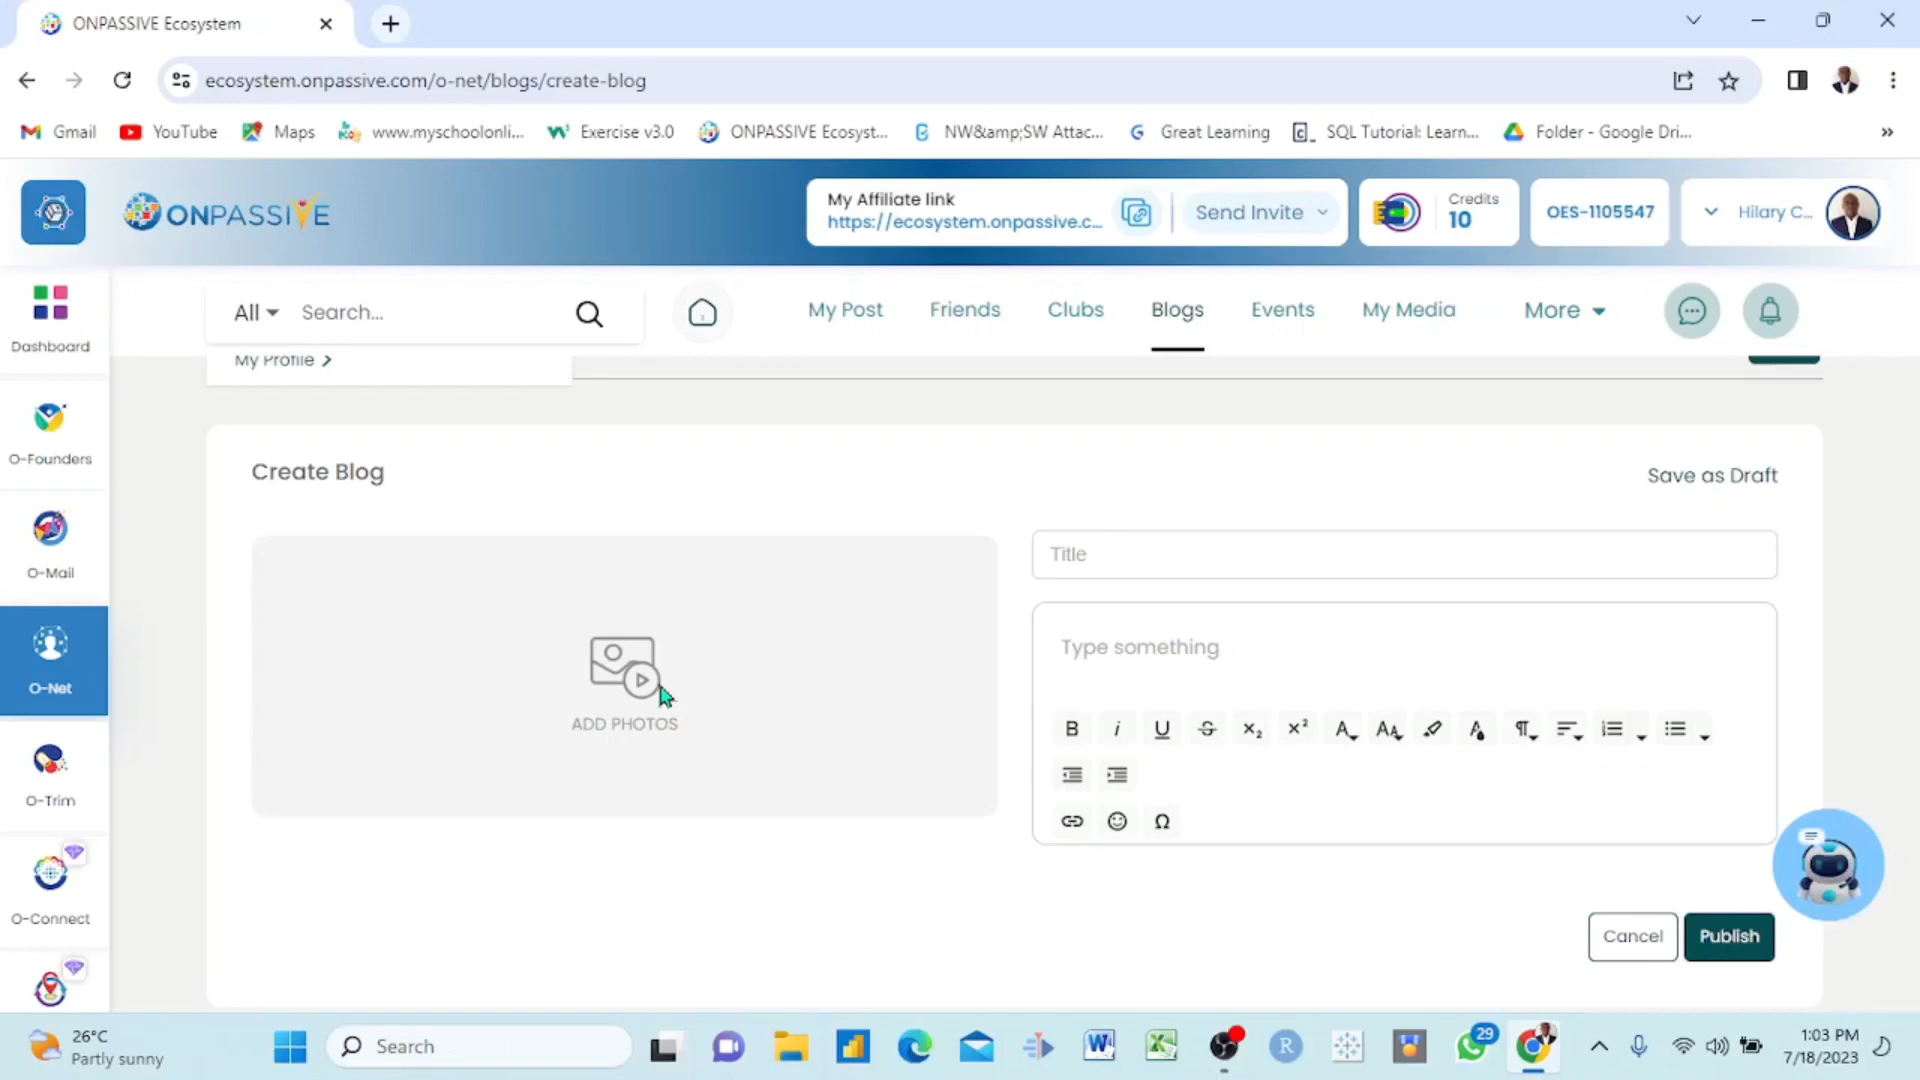 ONPASSIVE Ecosystem
ecosystem.onpassive.com/o-net/blogs/create-blog
Gmail YouTube Maps www.myschoolonli... Exercise v3.0 ONPASSIVE Ecosyst... NW&amp;SW Attac... Great Learning SQL Tutorial: Learn... Folder - Google Dri... »
ONPASSIVE
My Affiliate link
https://ecosystem.onpassive.c...
Send Invite
Credits
10
OES-1105547
Hilary C...
All Search...
My Post Friends Clubs Blogs Events My Media More
My Profile >
Dashboard
O-Founders
O-Mail
O-Net
O-Trim
O-Connect
Create Blog
Save as Draft
ADD PHOTOS
Title
Type something
Cancel Publish
26°C
Partly sunny
Search
29
1:03 PM
7/18/2023